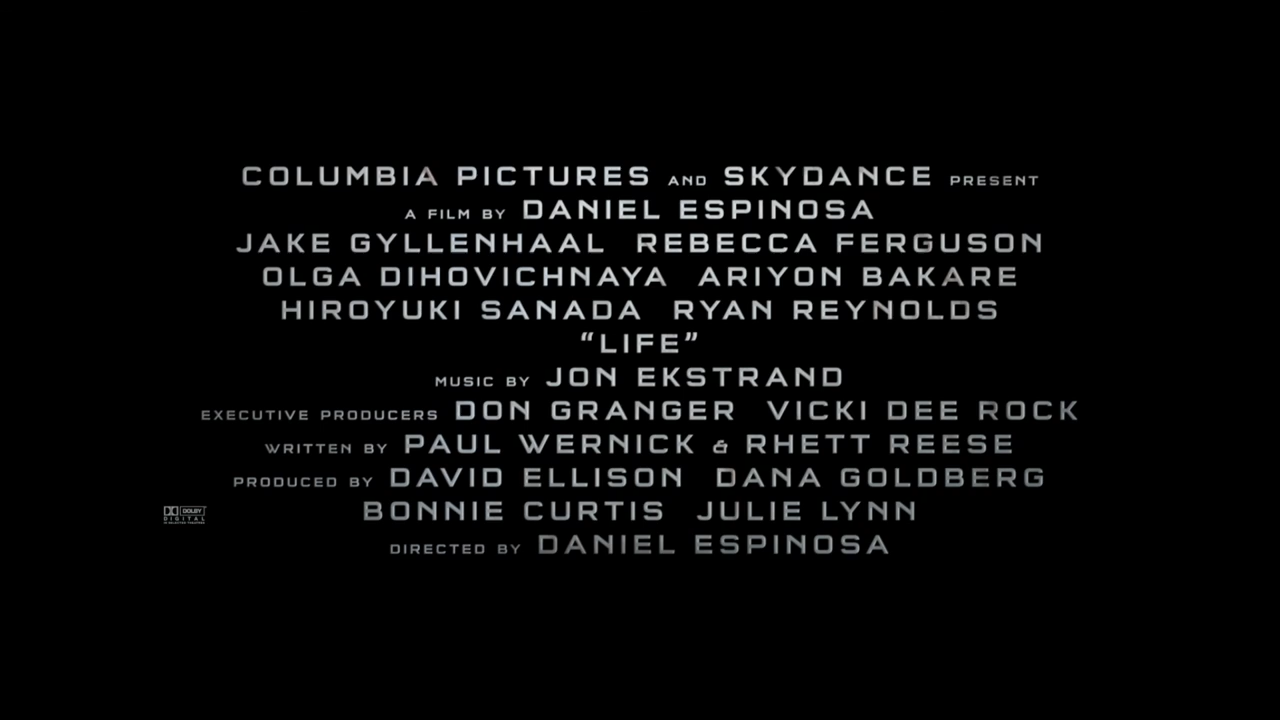 COLUMBIA PICTURES AND SKYDANCE PRESENT
A FILM BY DANIEL ESPINOSA
JAKE GYLLENHAAL REBECCA FERGUSON
OLGA DIHOVICHNAYA ARIYON BAKARE
HIROYUKI SANADA RYAN REYNOLDS
“LIFE”
MUSIC BY JON EKSTRAND
EXECUTIVE PRODUCERS DON GRANGER VICKI DEE ROCK
WRITTEN BY PAUL WERNICK & RHETT REESE
PRODUCED BY DAVID ELLISON DANA GOLDBERG
BONNIE CURTIS JULIE LYNN
DOLBY
DIGITAL
DIRECTED BY DANIEL ESPINOSA